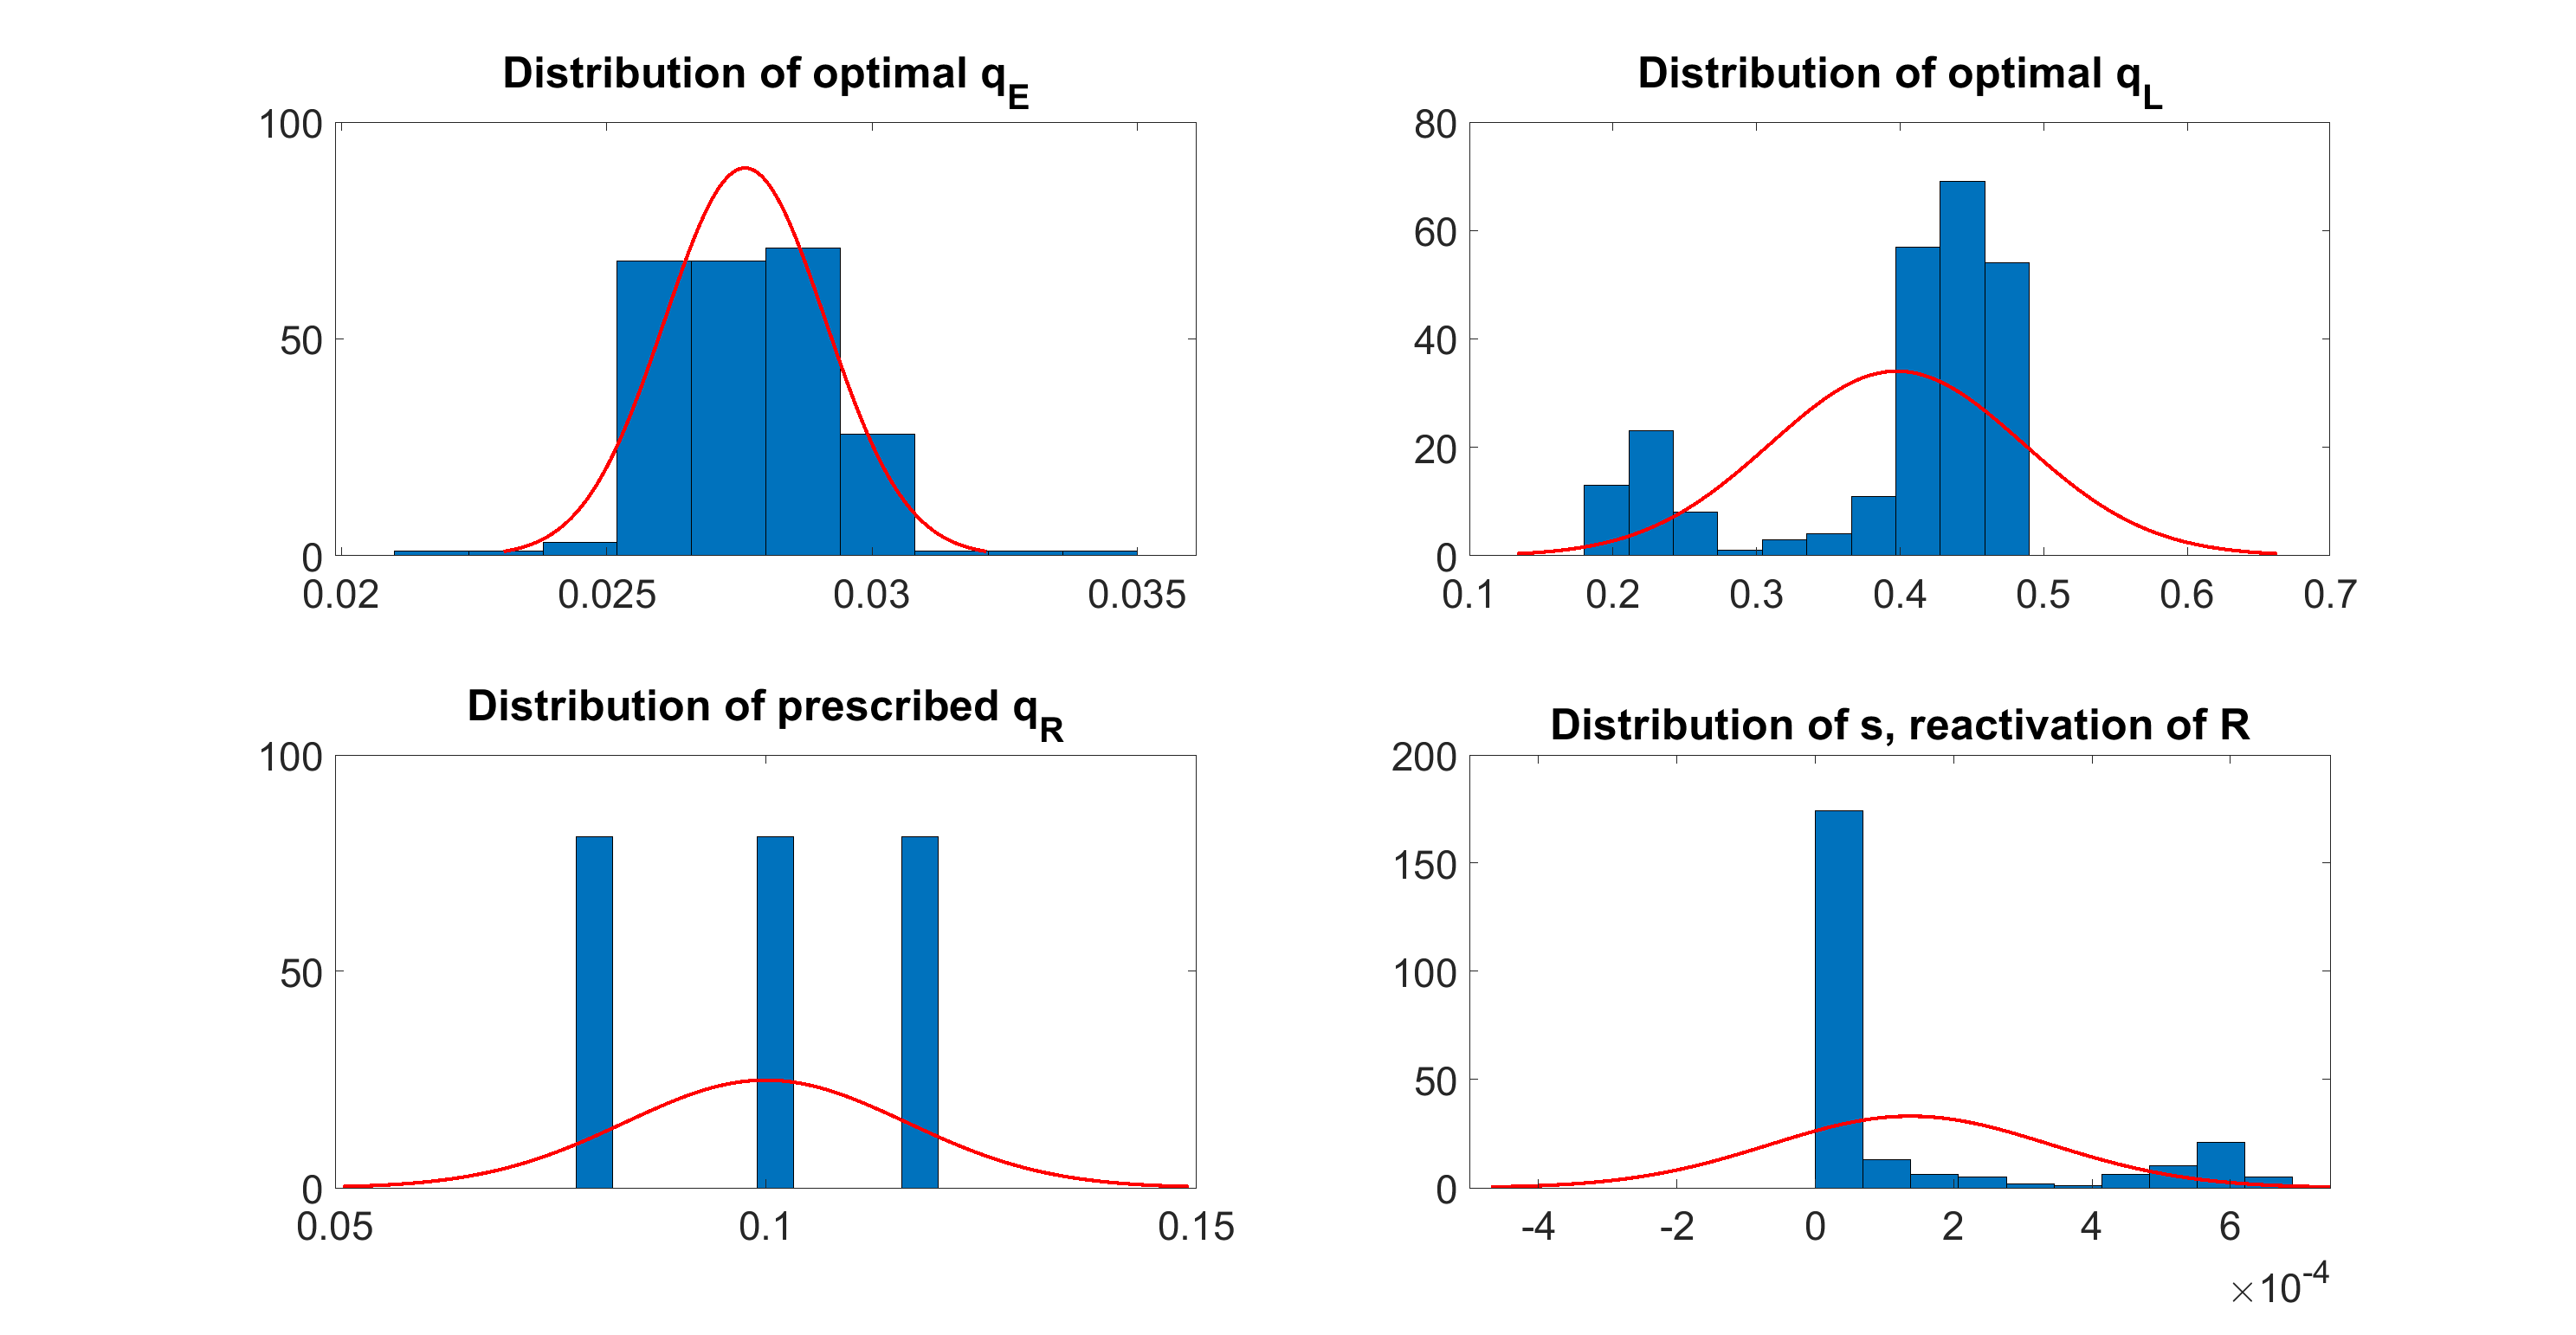 Distribution of optimal q_E
100
50
0
0.02 0.025 0.03 0.035
Distribution of optimal q_L
80
60
40
20
0
0.1 0.2 0.3 0.4 0.5 0.6 0.7
Distribution of prescribed q_R
100
50
0
0.05 0.1 0.15
Distribution of s, reactivation of R
200
150
100
50
0
-4 -2 0 2 4 6
×10^-4